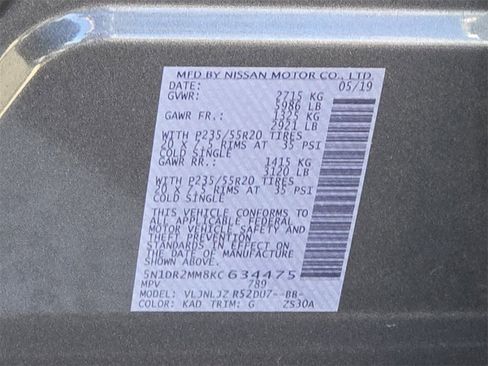 MFD BY NISSAN MOTOR CO., LTD.
DATE: 05/19
GVWR: 2715 KG
5986 LB
GAWR FR.: 1325 KG
2921 LB
WITH P235/55R20 TIRES
20 X 7.5 RIMS AT 35 PSI
COLD SINGLE
GAWR RR.: 1415 KG
3120 LB
WITH P235/55R20 TIRES
20 X 7.5 RIMS AT 35 PSI
COLD SINGLE
THIS VEHICLE CONFORMS TO
ALL APPLICABLE FEDERAL
MOTOR VEHICLE SAFETY AND
THEFT PREVENTION
STANDARDS IN EFFECT ON
THE DATE OF MANUFACTURE
SHOWN ABOVE.
5N1DR2MM8KC634475
MPV 789
MODEL: VLJNLJZ R52DU7--BB-
COLOR: KAD TRIM: G ZS30A